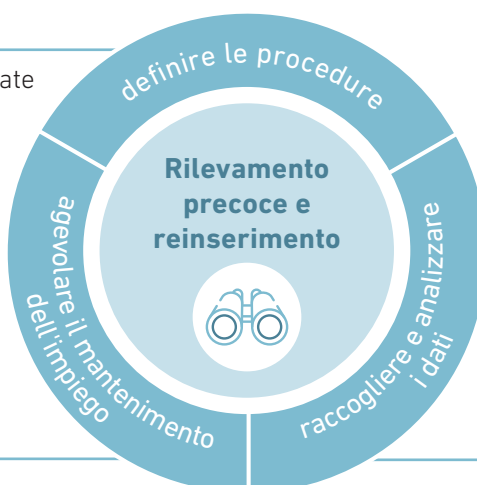 ate
definire le procedure
Rilevamento
precoce e
reinserimento
agevolare il mantenimento
dell'impiego
raccogliere e analizzare
i dati